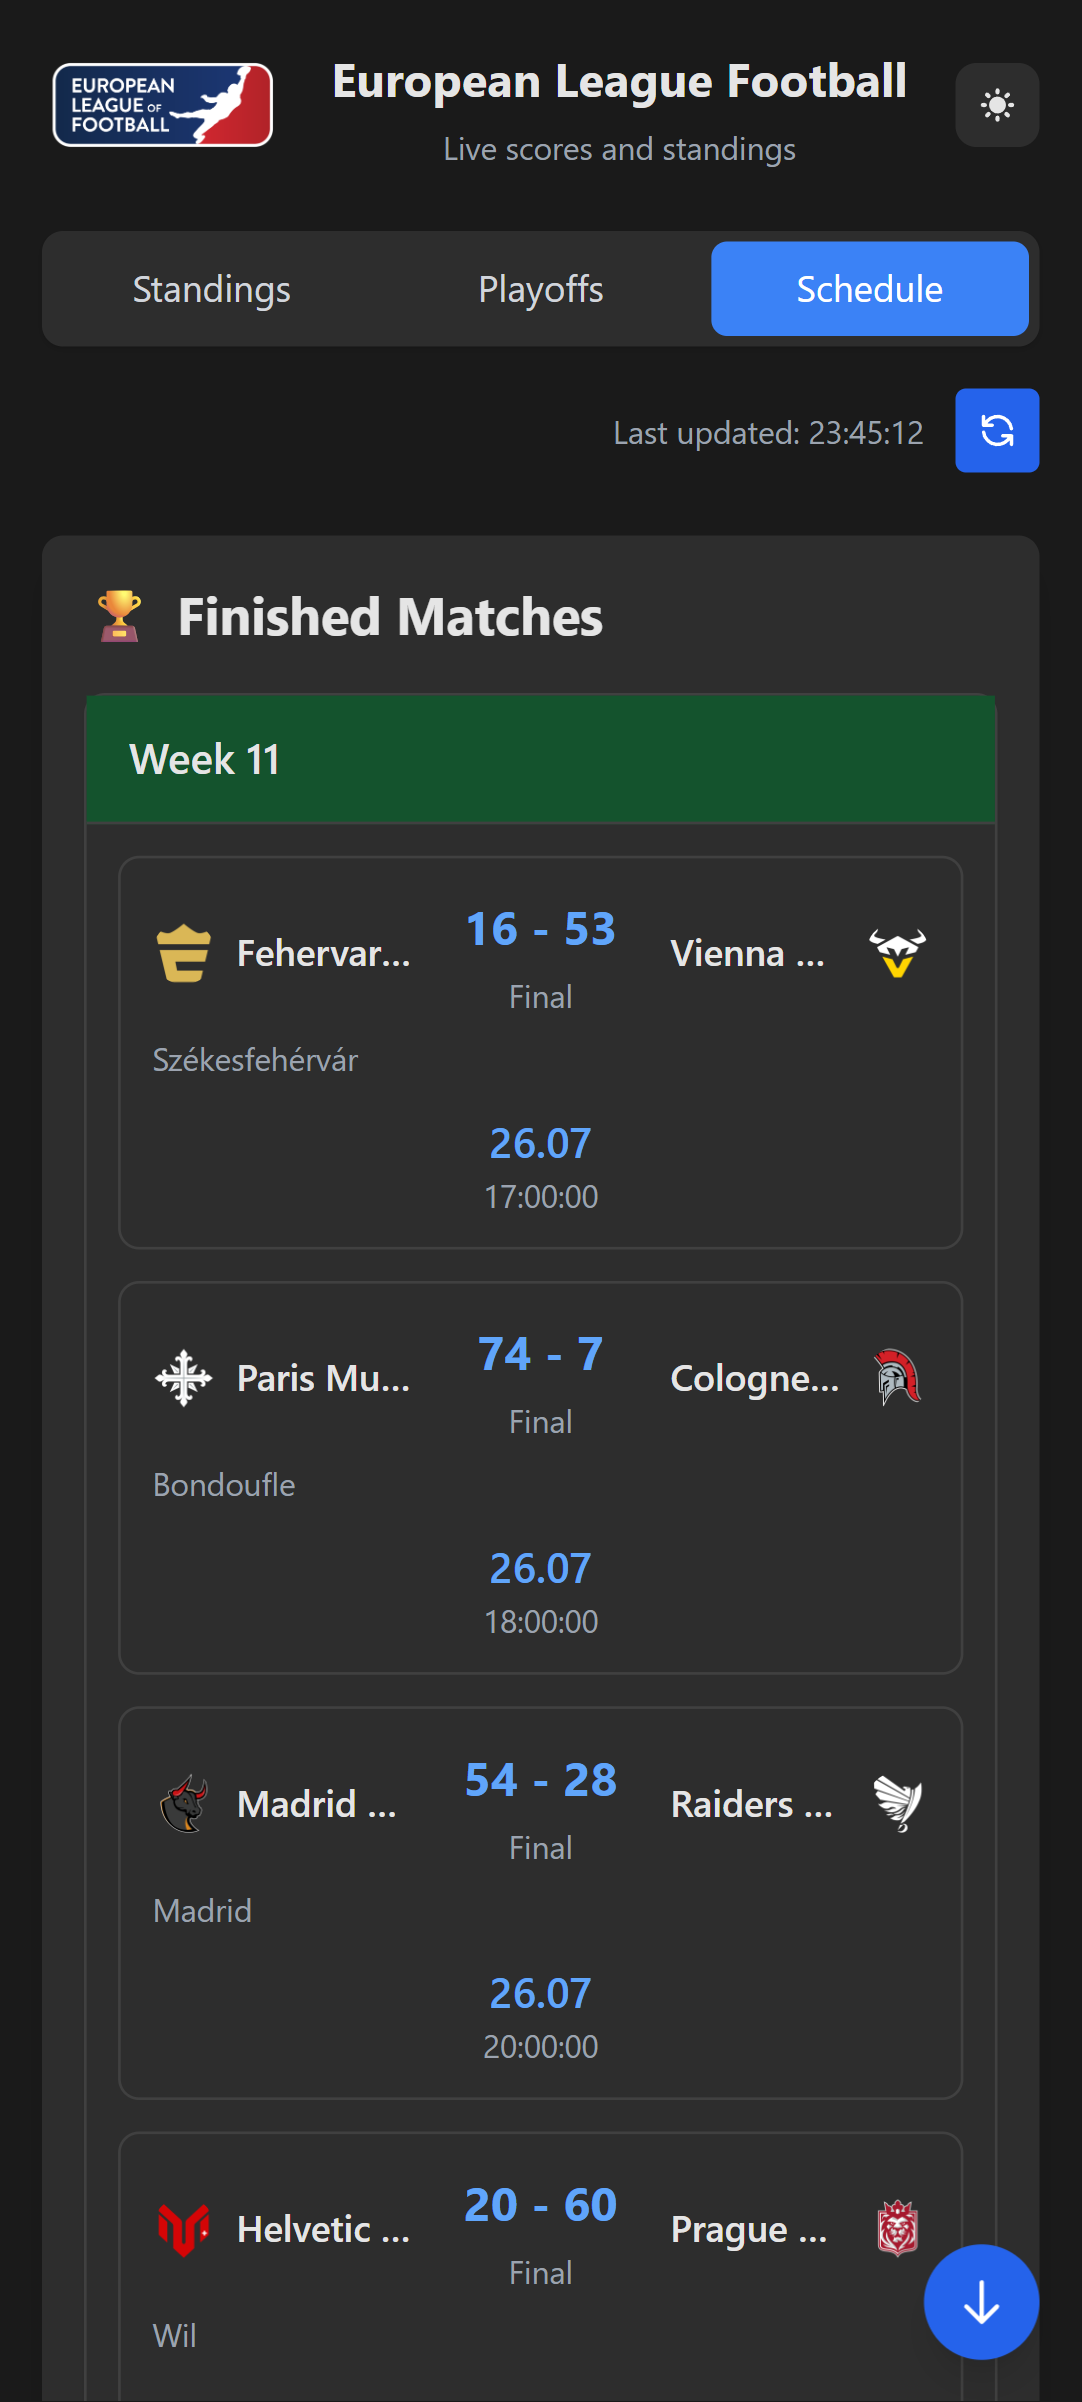 EUROPEAN
LEAGUE OF
FOOTBALL
European League Football
Live scores and standings
Standings
Playoffs
Schedule
Last updated: 23:45:12
🏆 Finished Matches
Week 11
Fehervar...
16 - 53
Vienna ...
Final
Székesfehérvár
26.07
17:00:00
Paris Mu...
74 - 7
Cologne...
Final
Bondoufle
26.07
18:00:00
Madrid ...
54 - 28
Raiders ...
Final
Madrid
26.07
20:00:00
Helvetic ...
20 - 60
Prague ...
Final
Wil